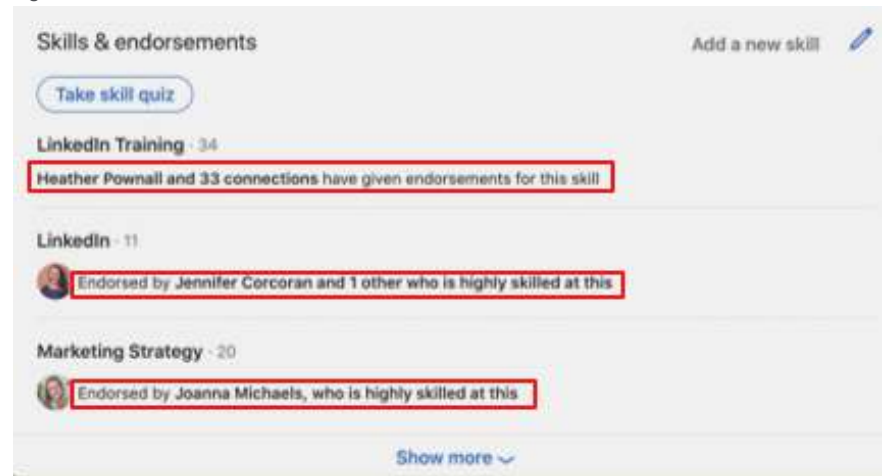 Skills & endorsements
Add a new skill
Take skill quiz
LinkedIn Training · 34
Heather Pownall and 33 connections have given endorsements for this skill
LinkedIn · 11
Endorsed by Jennifer Corcoran and 1 other who is highly skilled at this
Marketing Strategy · 20
Endorsed by Joanna Michaels, who is highly skilled at this
Show more